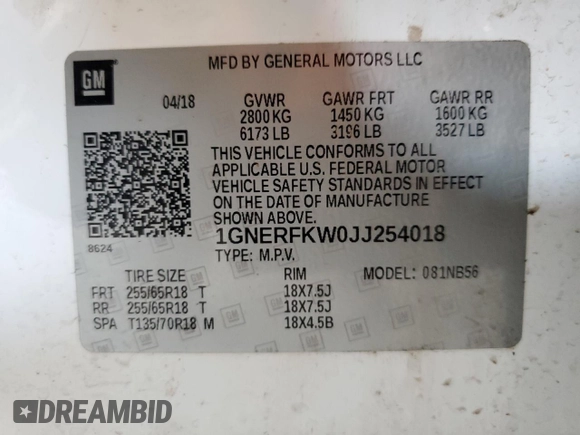 GM
MFD BY GENERAL MOTORS LLC
04/18 GVWR GAWR FRT GAWR RR
2800 KG 1450 KG 1600 KG
6173 LB 3196 LB 3527 LB
THIS VEHICLE CONFORMS TO ALL
APPLICABLE U.S. FEDERAL MOTOR
VEHICLE SAFETY STANDARDS IN EFFECT
ON THE DATE OF MANUFACTURE
SHOWN ABOVE.
8624
1GNERFKW0JJ254018
TYPE: M.P.V.
TIRE SIZE RIM MODEL: 081NB56
FRT 255/65R18 T 18X7.5J
RR 255/65R18 T 18X7.5J
SPA T135/70R18 M 18X4.5B
DREAMBID